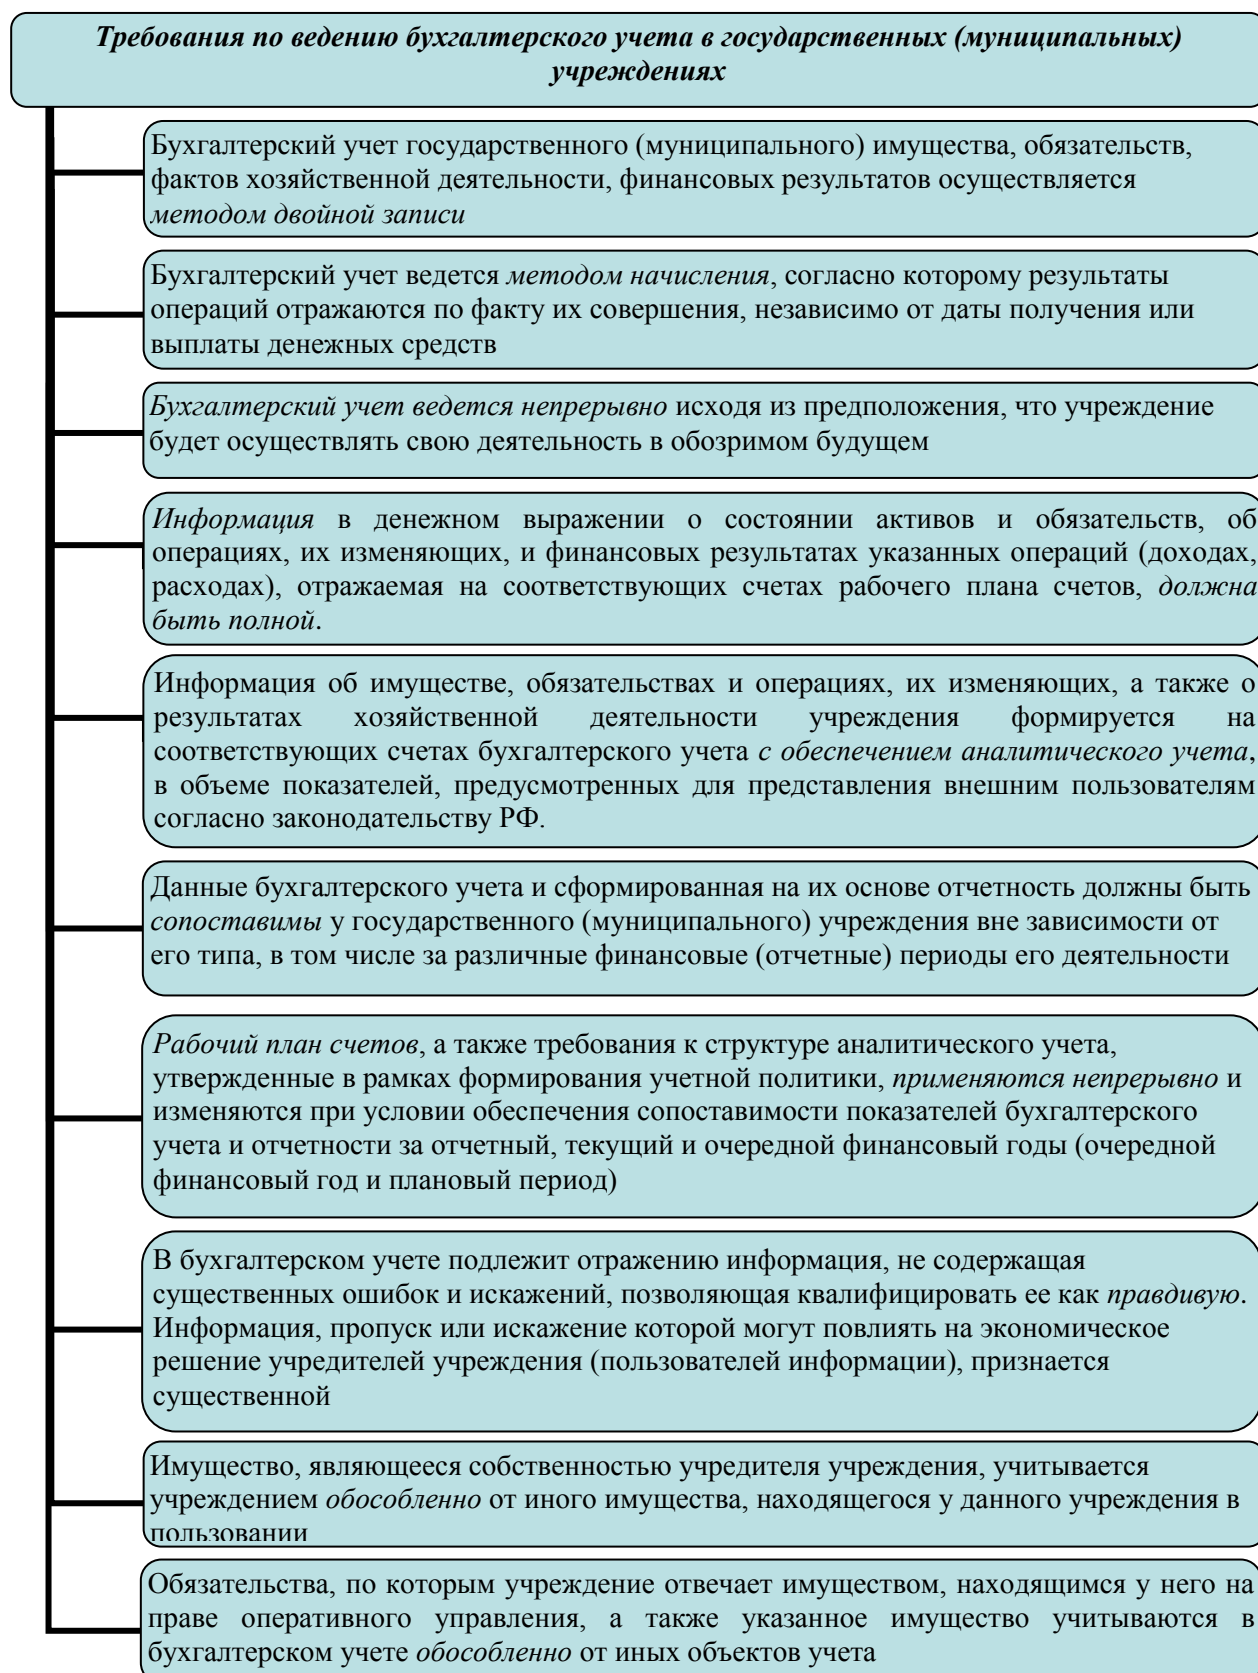 Требования по ведению бухгалтерского учета в государственных (муниципальных)
учреждениях
Бухгалтерский учет государственного (муниципального) имущества, обязательств,
фактов хозяйственной деятельности, финансовых результатов осуществляется
методом двойной записи
Бухгалтерский учет ведется методом начисления, согласно которому результаты
операций отражаются по факту их совершения, независимо от даты получения или
выплаты денежных средств
Бухгалтерский учет ведется непрерывно исходя из предположения, что учреждение
будет осуществлять свою деятельность в обозримом будущем
Информация в денежном выражении о состоянии активов и обязательств, об
операциях, их изменяющих, и финансовых результатах указанных операций (доходах,
расходах), отражаемая на соответствующих счетах рабочего плана счетов, должна
быть полной.
Информация об имуществе, обязательствах и операциях, их изменяющих, а также о
результатах хозяйственной деятельности учреждения формируется на
соответствующих счетах бухгалтерского учета с обеспечением аналитического учета,
в объеме показателей, предусмотренных для представления внешним пользователям
согласно законодательству РФ.
Данные бухгалтерского учета и сформированная на их основе отчетность должны быть
сопоставимы у государственного (муниципального) учреждения вне зависимости от
его типа, в том числе за различные финансовые (отчетные) периоды его деятельности
Рабочий план счетов, а также требования к структуре аналитического учета,
утвержденные в рамках формирования учетной политики, применяются непрерывно и
изменяются при условии обеспечения сопоставимости показателей бухгалтерского
учета и отчетности за отчетный, текущий и очередной финансовый годы (очередной
финансовый год и плановый период)
В бухгалтерском учете подлежит отражению информация, не содержащая
существенных ошибок и искажений, позволяющая квалифицировать ее как правдивую.
Информация, пропуск или искажение которой могут повлиять на экономическое
решение учредителей учреждения (пользователей информации), признается
существенной
Имущество, являющееся собственностью учредителя учреждения, учитывается
учреждением обособленно от иного имущества, находящегося у данного учреждения в
пользовании
Обязательства, по которым учреждение отвечает имуществом, находящимся у него на
праве оперативного управления, а также указанное имущество учитываются в
бухгалтерском учете обособленно от иных объектов учета